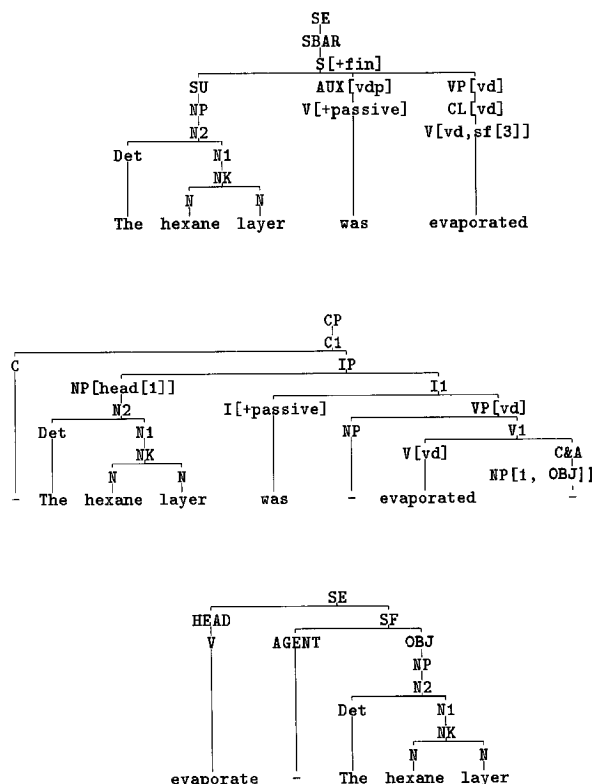 SE
SBAR
S[+fin]
SU AUX[vdp] VP[vd]
NP V[+passive] CL[vd]
N2 V[vd,sf[3]]
Det N1
NK
N N
The hexane layer was evaporated
CP
C1
C IP
NP[head[1]] I1
N2 I[+passive] VP[vd]
Det N1 NP V1
NK V[vd] C&A
N N NP[1, OBJ]]
- The hexane layer was - evaporated -
SE
HEAD SF
V AGENT OBJ
NP
N2
Det N1
NK
N N
evaporate - The hexane layer